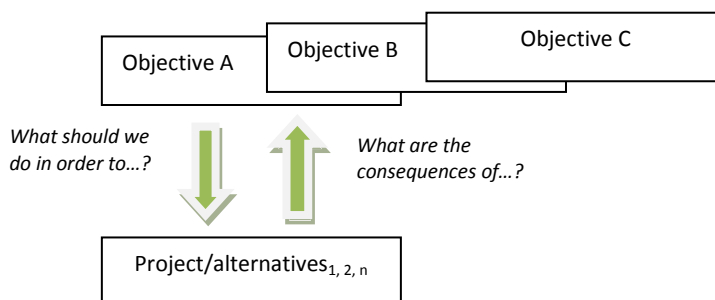 Objective A
Objective B
Objective C
What should we
do in order to…?
What are the
consequences of…?
Project/alternatives1, 2, n